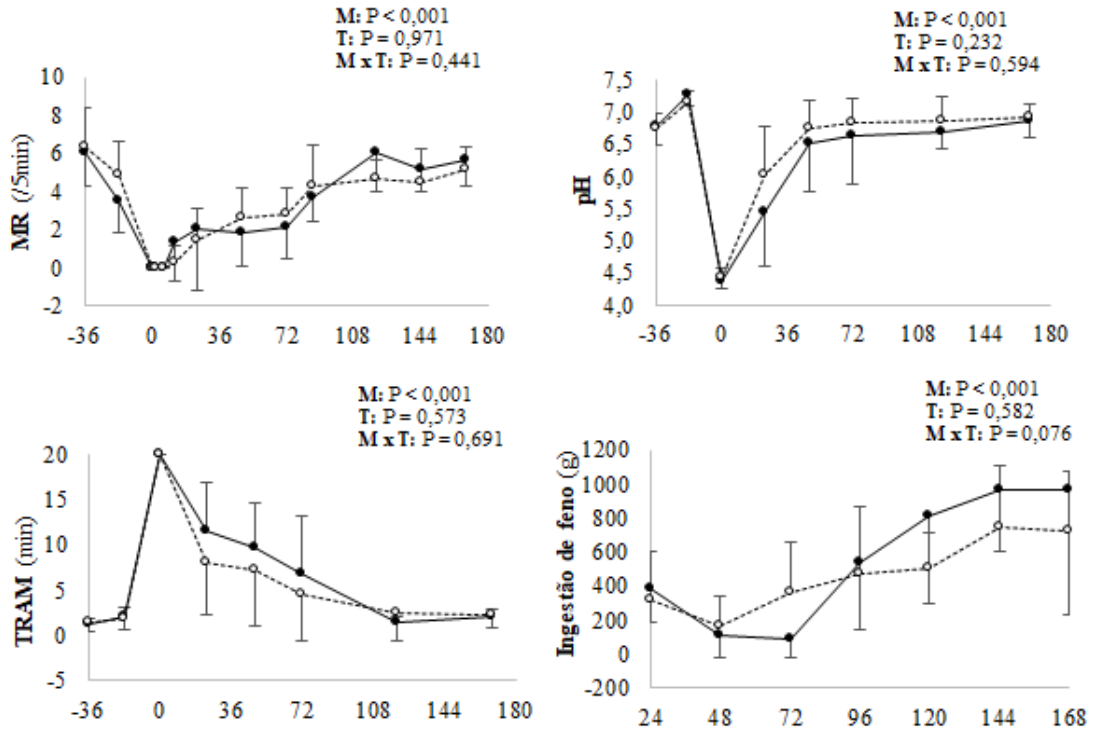 M: P < 0,001
T: P = 0,971
M x T: P = 0,441
MR (/5min)
10
8
6
4
2
0
-2
-36 0 36 72 108 144 180
M: P < 0,001
T: P = 0,232
M x T: P = 0,594
pH
7,5
7,0
6,5
6,0
5,5
5,0
4,5
4,0
-36 0 36 72 108 144 180
M: P < 0,001
T: P = 0,573
M x T: P = 0,691
TRAM (min)
20
15
10
5
0
-5
-36 0 36 72 108 144 180
M: P < 0,001
T: P = 0,582
M x T: P = 0,076
Ingestão de feno (g)
1200
1000
800
600
400
200
0
-200
24 48 72 96 120 144 168